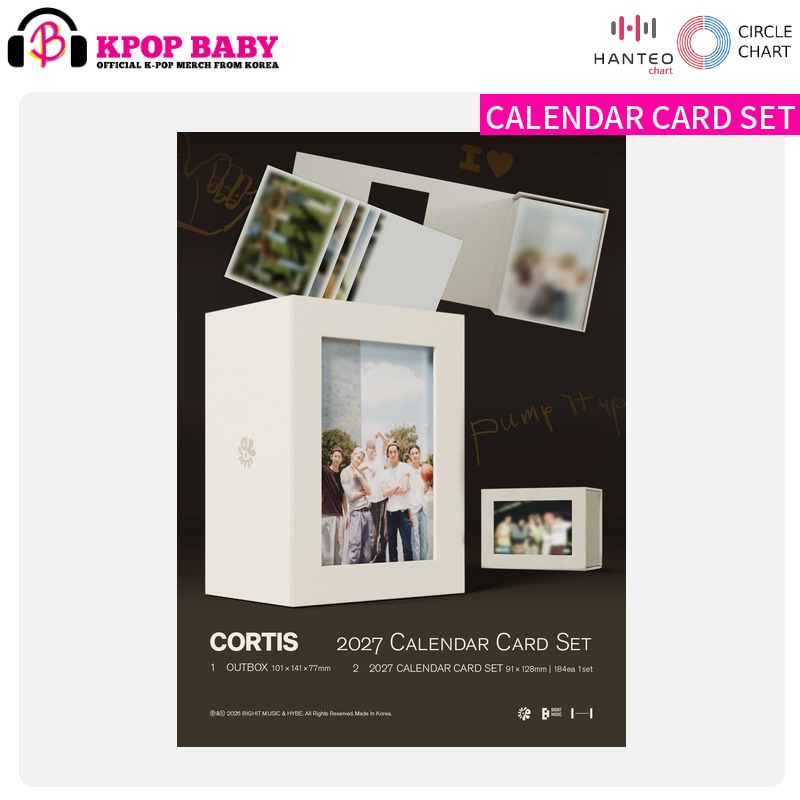 KPOP BABY
OFFICIAL K-POP MERCH FROM KOREA
HANTEO
chart
CIRCLE
CHART
CALENDAR CARD SET
I ♥
pump it up
CORTIS 2027 CALENDAR CARD SET
1 OUTBOX 101 × 141 × 77mm 2 2027 CALENDAR CARD SET 91 × 128mm | 184ea 1 set
℗&© 2026 BIGHIT MUSIC & HYBE. All Rights Reserved. Made In Korea.
BIGHIT
MUSIC